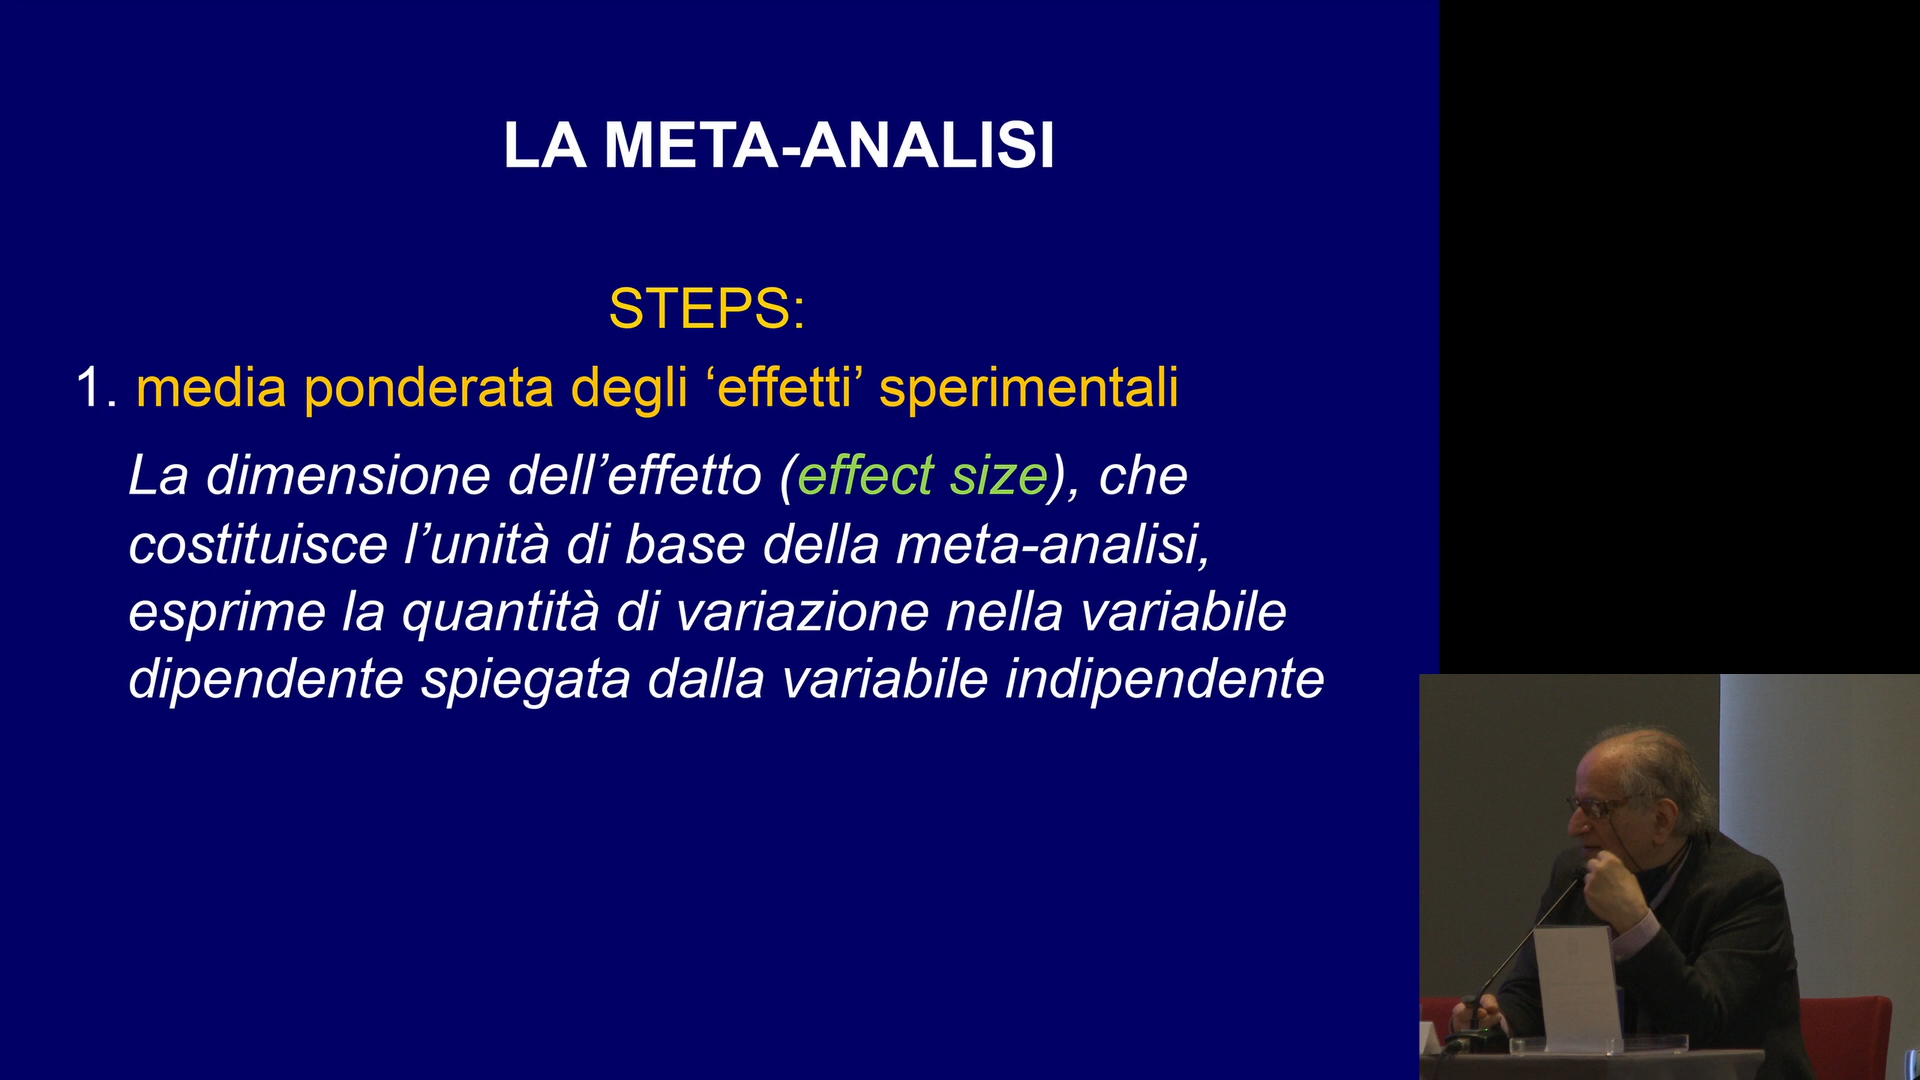 LA META-ANALISI
STEPS:
1. media ponderata degli ‘effetti’ sperimentali
La dimensione dell’effetto (effect size), che
costituisce l’unità di base della meta-analisi,
esprime la quantità di variazione nella variabile
dipendente spiegata dalla variabile indipendente